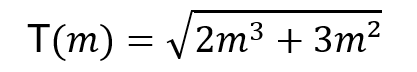 T(m) = √(2m³ + 3m²)